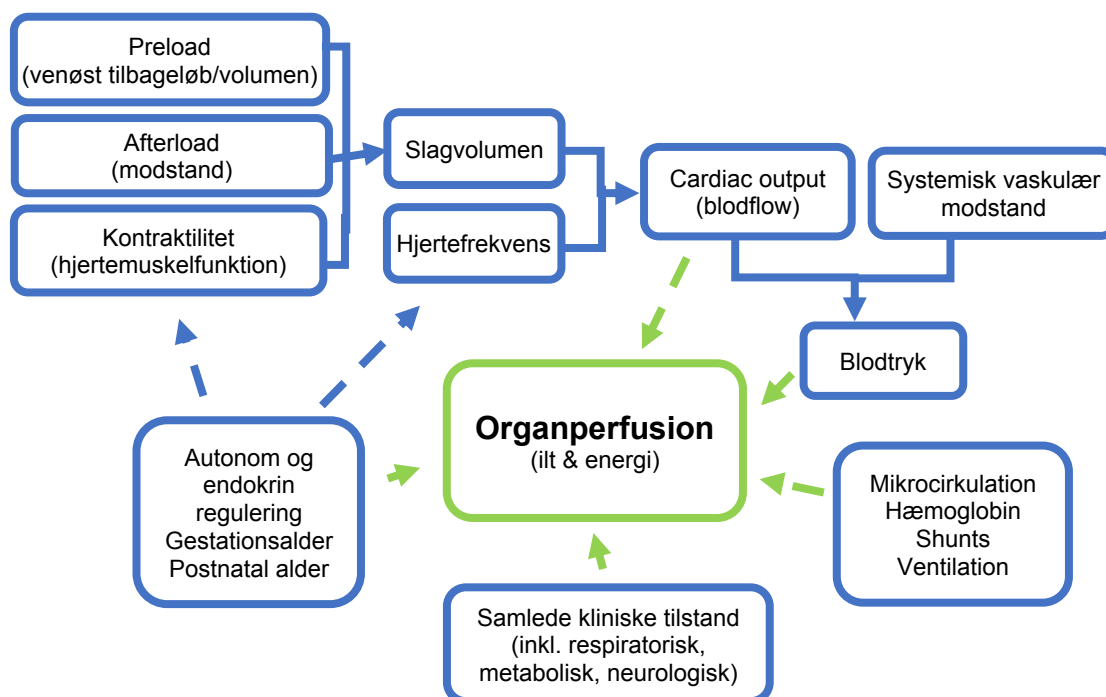 Preload
(venøst tilbageløb/volumen)
Afterload
(modstand)
Kontraktilitet
(hjertemuskelfunktion)
Slagvolumen
Hjertefrekvens
Cardiac output
(blodflow)
Systemisk vaskulær
modstand
Blodtryk
Organperfusion
(ilt & energi)
Autonom og
endokrin
regulering
Gestationsalder
Postnatal alder
Mikrocirkulation
Hæmoglobin
Shunts
Ventilation
Samlede kliniske tilstand
(inkl. respiratorisk,
metabolisk, neurologisk)